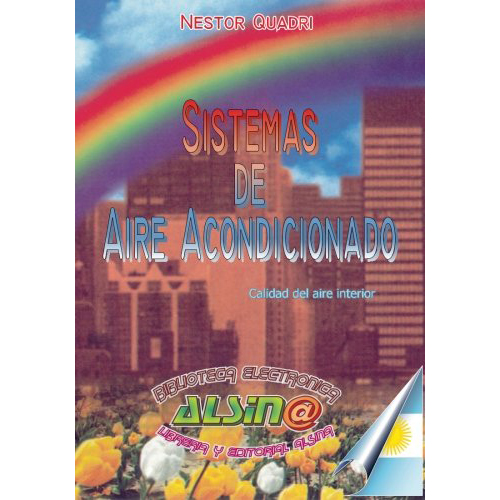 NESTOR QUADRI
SISTEMAS
DE
AIRE ACONDICIONADO
Calidad del aire interior
BIBLIOTECA ELECTRONICA
ALSIN@
LIBRERIA Y EDITORIAL ALSINA